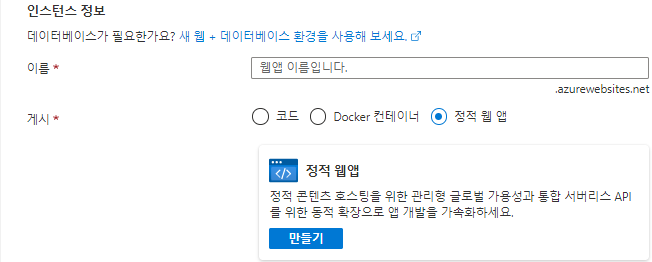 인스턴스 정보
데이터베이스가 필요한가요? 새 웹 + 데이터베이스 환경을 사용해 보세요.
이름 *
웹앱 이름입니다.
.azurewebsites.net
게시 *
코드 Docker 컨테이너 정적 웹 앱
정적 웹앱
정적 콘텐츠 호스팅을 위한 관리형 글로벌 가용성과 통합 서버리스 API
를 위한 동적 확장으로 앱 개발을 가속화하세요.
만들기